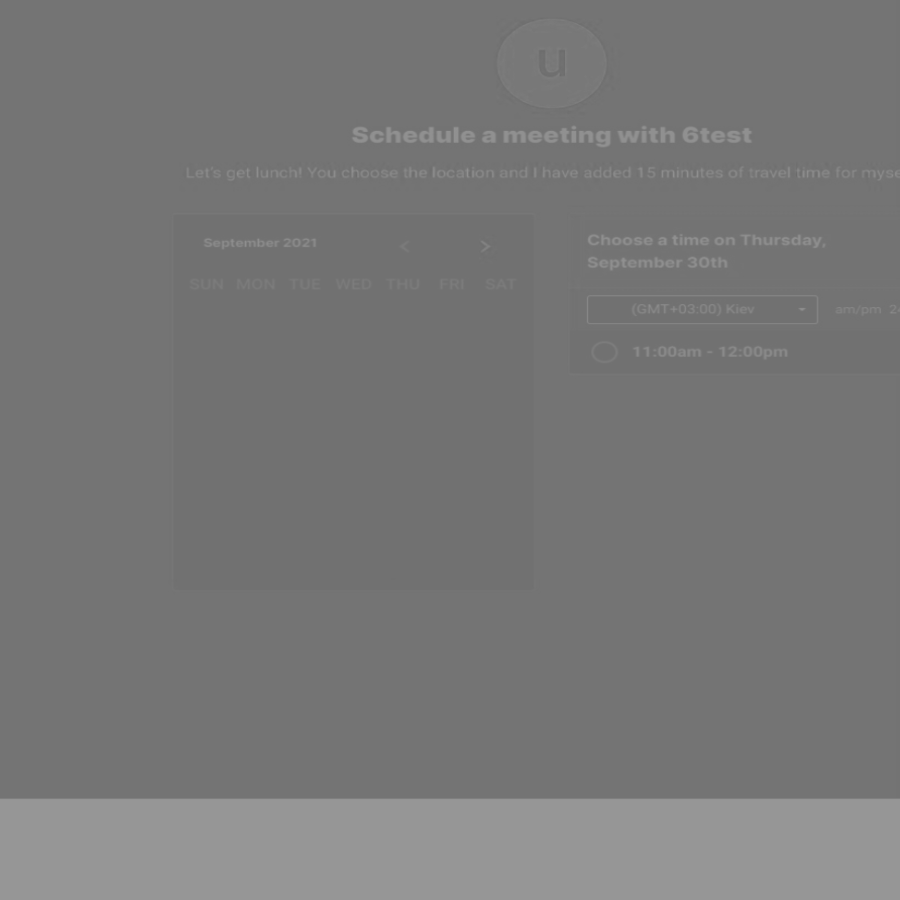 u
Schedule a meeting with 6test
Let's get lunch! You choose the location and I have added 15 minutes of travel time for myse
September 2021
SUN MON TUE WED THU FRI SAT
Choose a time on Thursday,
September 30th
(GMT+03:00) Kiev
am/pm 2
11:00am - 12:00pm